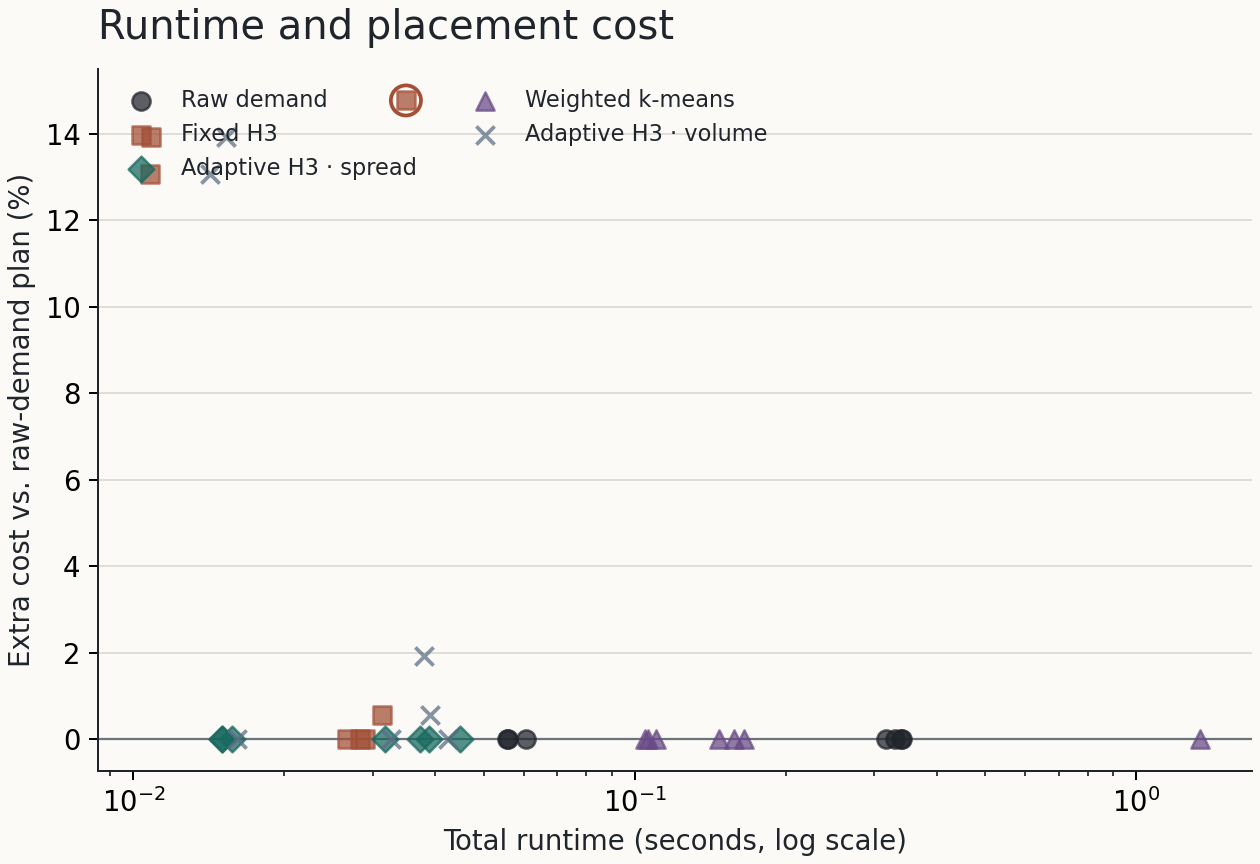 Runtime and placement cost
Raw demand
Fixed H3
Adaptive H3 · spread
Weighted k-means
Adaptive H3 · volume
Extra cost vs. raw-demand plan (%)
14
12
10
8
6
4
2
0
10⁻²
10⁻¹
10⁰
Total runtime (seconds, log scale)